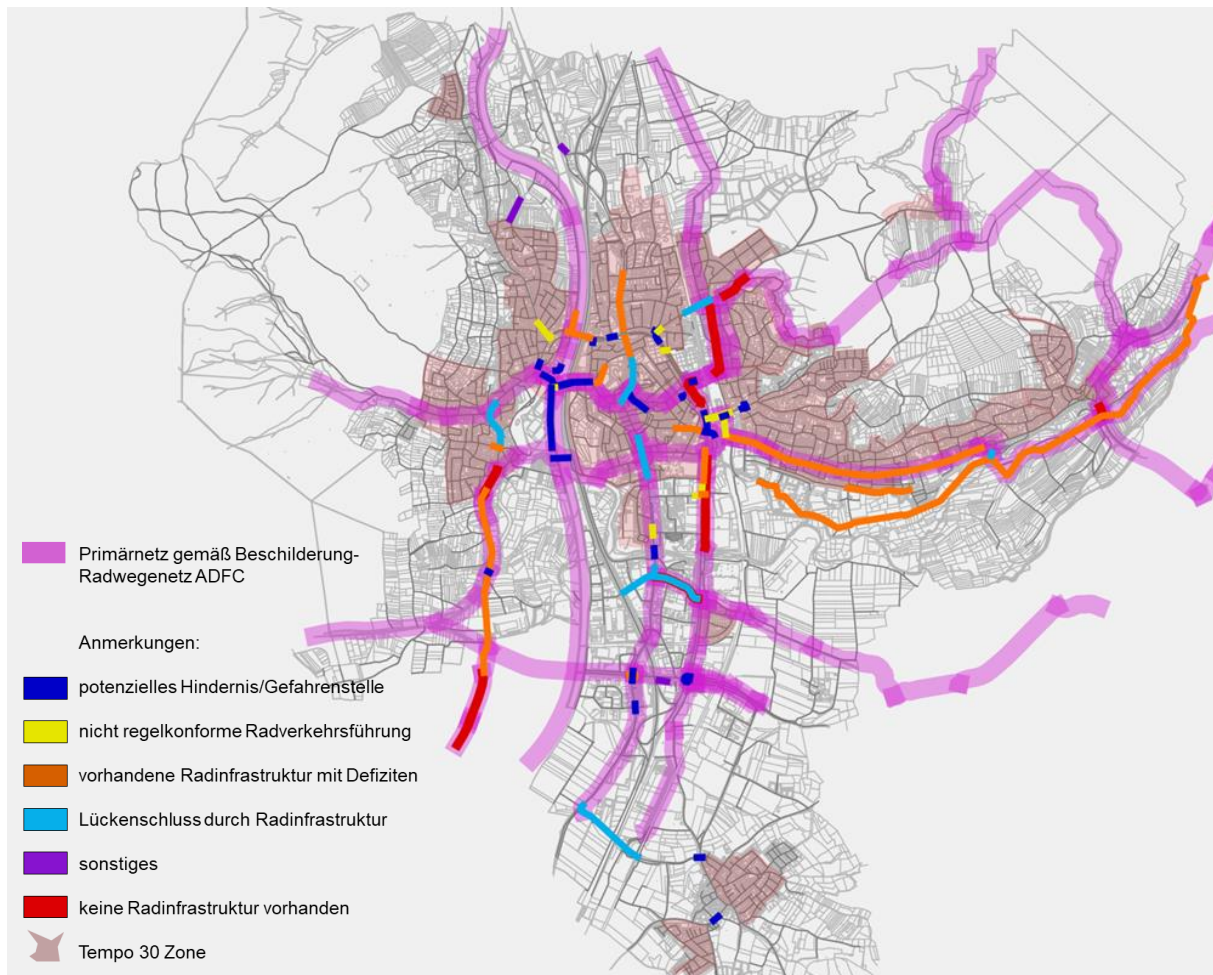 Primärnetz gemäß Beschilderung-
Radwegenetz ADFC
Anmerkungen:
potenzielles Hindernis/Gefahrenstelle
nicht regelkonforme Radverkehrsführung
vorhandene Radinfrastruktur mit Defiziten
Lückenschluss durch Radinfrastruktur
sonstiges
keine Radinfrastruktur vorhanden
Tempo 30 Zone